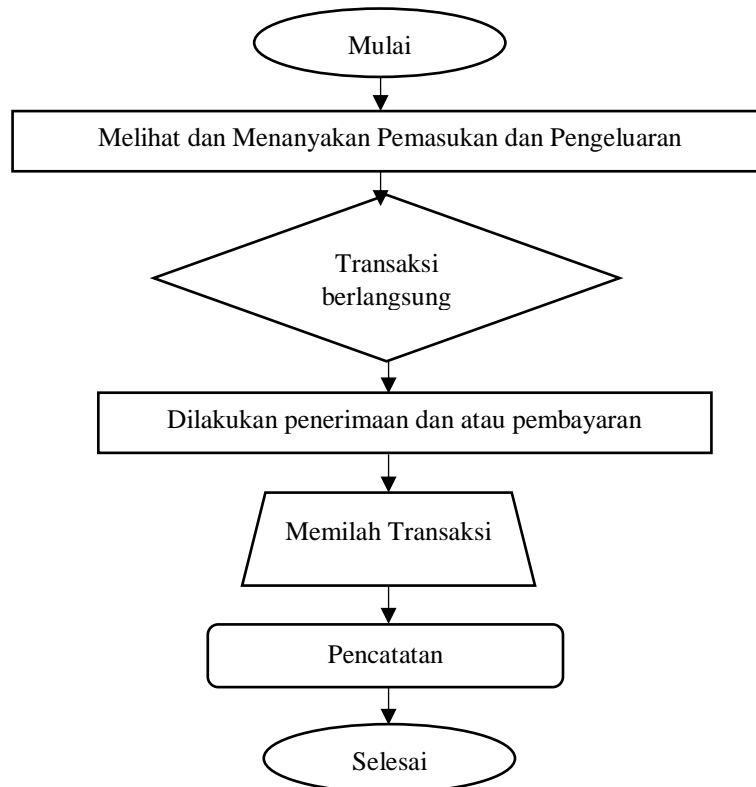 Mulai
Melihat dan Menanyakan Pemasukan dan Pengeluaran
Transaksi
berlangsung
Dilakukan penerimaan dan atau pembayaran
Memilah Transaksi
Pencatatan
Selesai